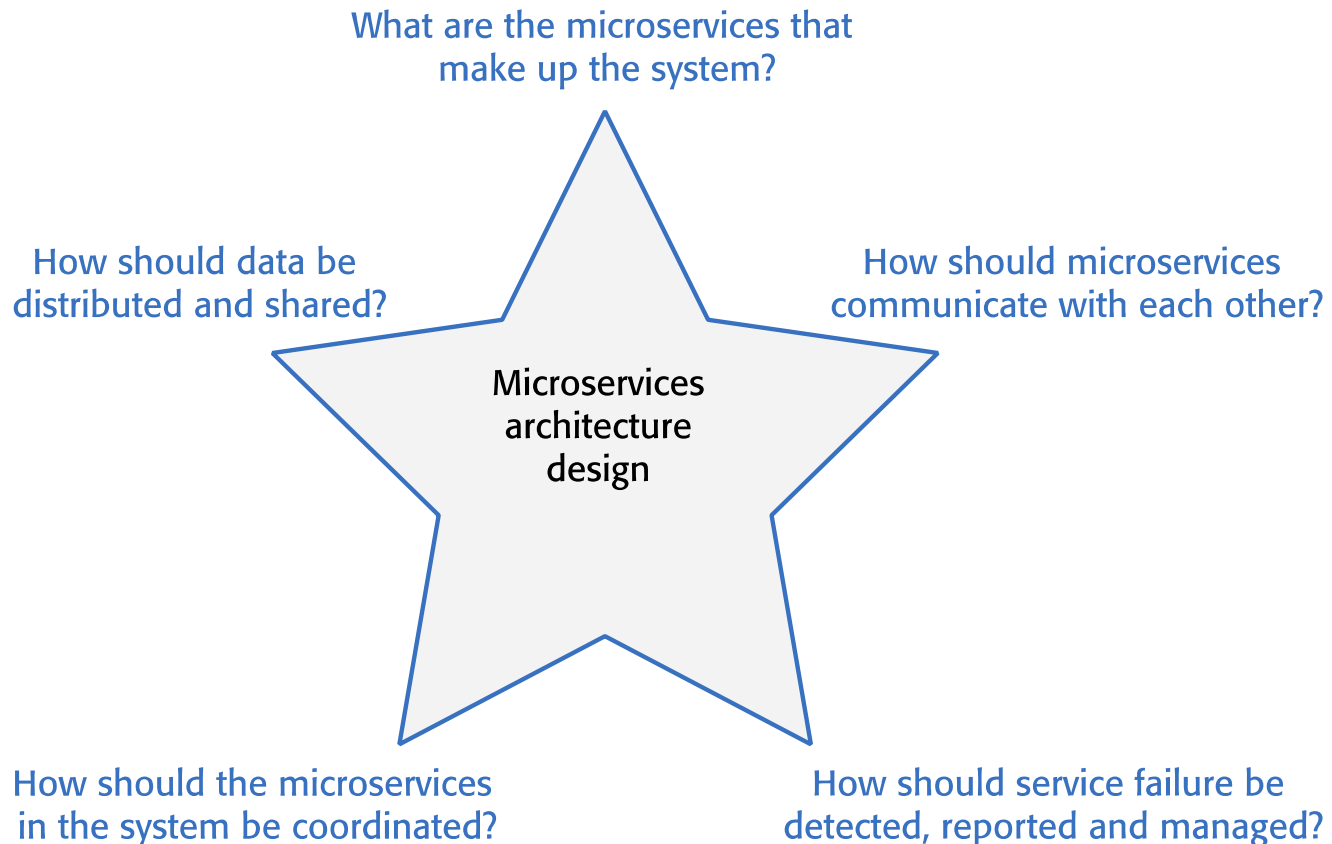 What are the microservices that
make up the system?
How should data be
distributed and shared?
How should microservices
communicate with each other?
Microservices
architecture
design
How should the microservices
in the system be coordinated?
How should service failure be
detected, reported and managed?